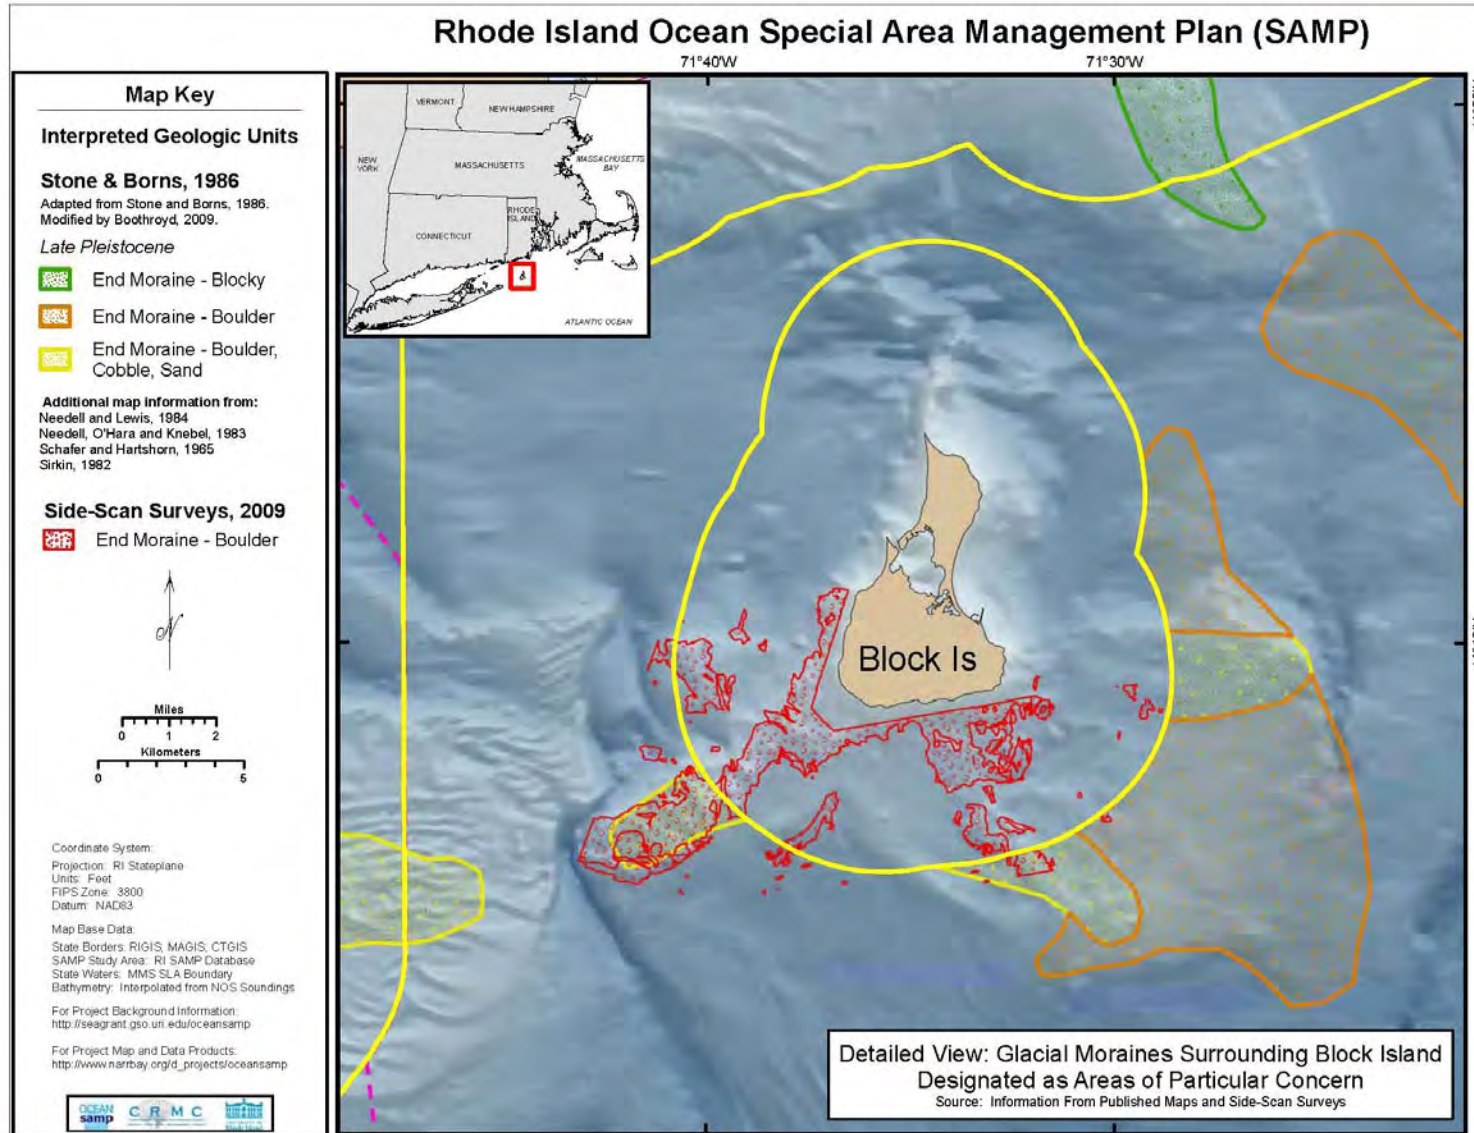 Rhode Island Ocean Special Area Management Plan (SAMP)
71°40'W
71°30'W
Map Key
Interpreted Geologic Units
Stone & Borns, 1986
Adapted from Stone and Borns, 1986.
Modified by Boothroyd, 2009.
Late Pleistocene
End Moraine - Blocky
End Moraine - Boulder
End Moraine - Boulder,
Cobble, Sand
Additional map information from:
Needell and Lewis, 1984
Needell, O'Hara and Knebel, 1983
Schafer and Hartshorn, 1965
Sirkin, 1982
Side-Scan Surveys, 2009
End Moraine - Boulder
N
Miles
0 1 2
Kilometers
0 5
Coordinate System:
Projection: RI Stateplane
Units: Feet
FIPS Zone: 3800
Datum: NAD83
Map Base Data:
State Borders: RIGIS, MAGIS, CTGIS
SAMP Study Area: RI SAMP Database
State Waters: MMS SLA Boundary
Bathymetry: Interpolated from NOS Soundings
For Project Background Information:
http://seagrant.gso.uri.edu/oceansamp
For Project Map and Data Products:
http://www.narrbay.org/d_projects/oceansamp
OCEAN
samp
CRMC
VERMONT
NEW HAMPSHIRE
NEW
YORK
MASSACHUSETTS
MASSACHUSETTS
BAY
CONNECTICUT
RHODE
ISLAND
ATLANTIC OCEAN
Block Is
Detailed View: Glacial Moraines Surrounding Block Island
Designated as Areas of Particular Concern
Source: Information From Published Maps and Side-Scan Surveys